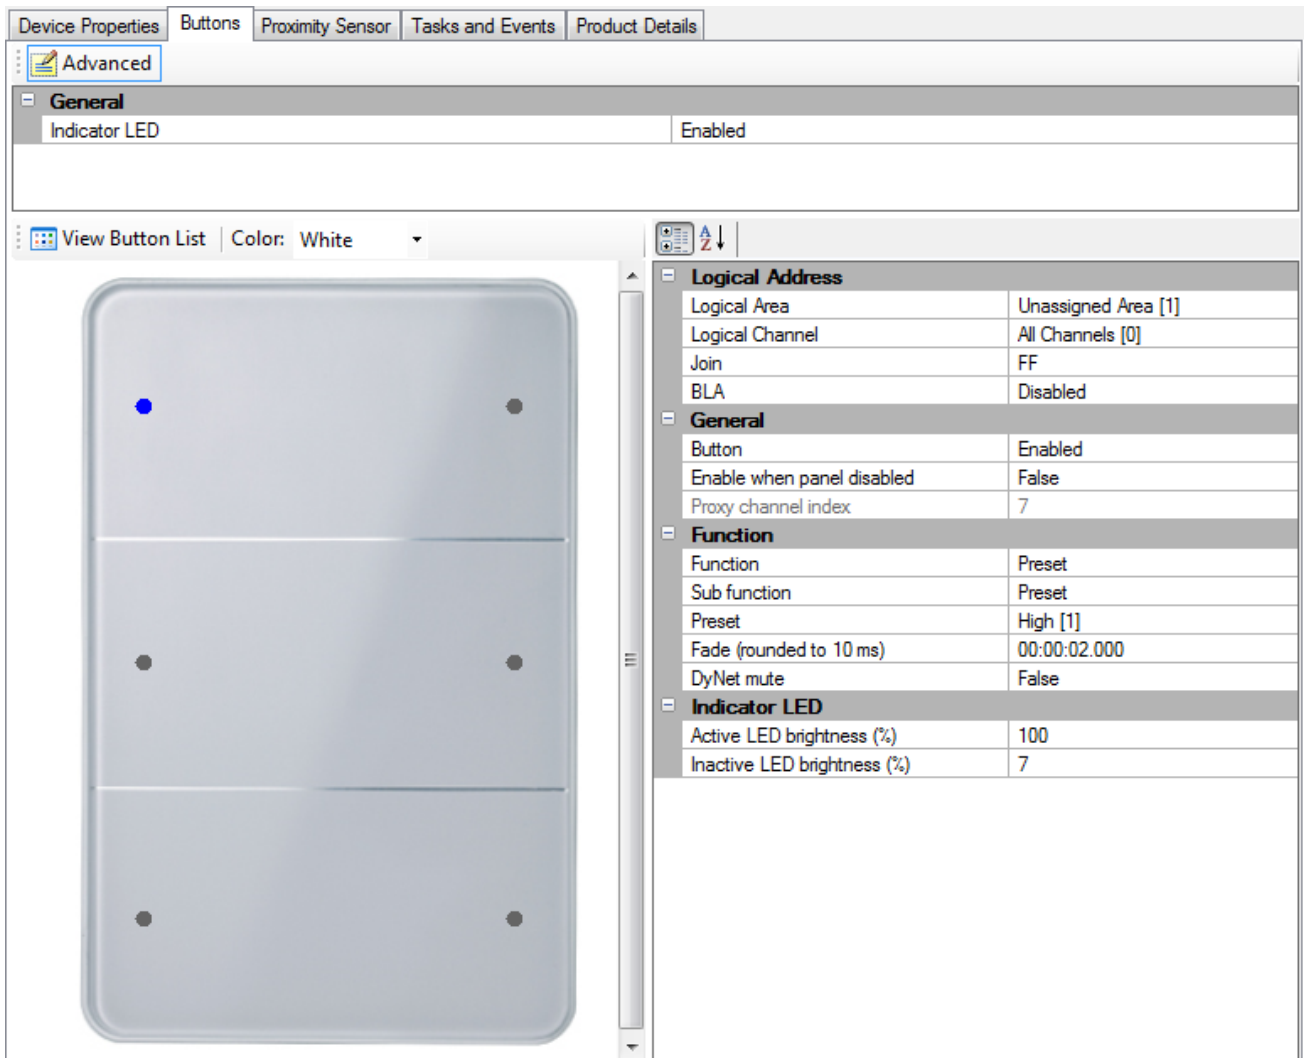 Device Properties Buttons Proximity Sensor Tasks and Events Product Details
Advanced
General
Indicator LED Enabled
View Button List Color: White
Logical Address
Logical Area Unassigned Area [1]
Logical Channel All Channels [0]
Join FF
BLA Disabled
General
Button Enabled
Enable when panel disabled False
Proxy channel index 7
Function
Function Preset
Sub function Preset
Preset High [1]
Fade (rounded to 10 ms) 00:00:02.000
DyNet mute False
Indicator LED
Active LED brightness (%) 100
Inactive LED brightness (%) 7